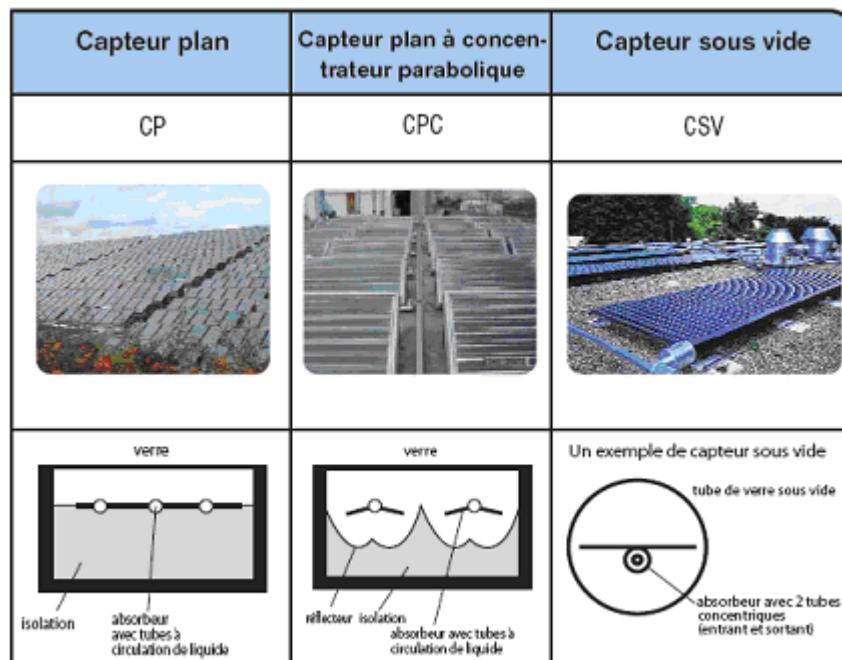 Capteur plan
Capteur plan à concen-
trateur parabolique
Capteur sous vide
CP
CPC
CSV
verre
isolation
absorbeur
avec tubes à
circulation de liquide
verre
réflecteur isolation
absorbeur avec tubes à
circulation de liquide
Un exemple de capteur sous vide
tube de verre sous vide
absorbeur avec 2 tubes
concentriques
(entrant et sortant)